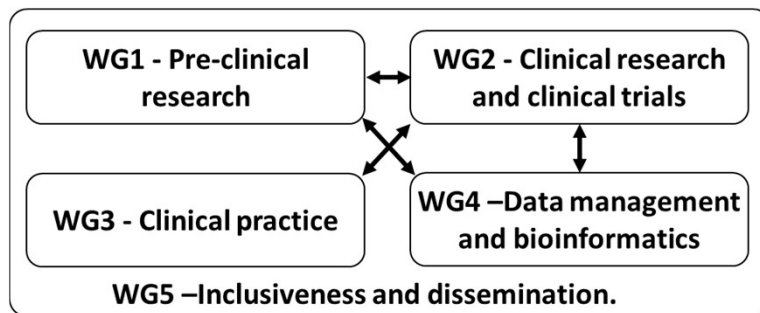 WG1 - Pre-clinical
research
WG2 - Clinical research
and clinical trials
WG3 - Clinical practice
WG4 –Data management
and bioinformatics
WG5 –Inclusiveness and dissemination.